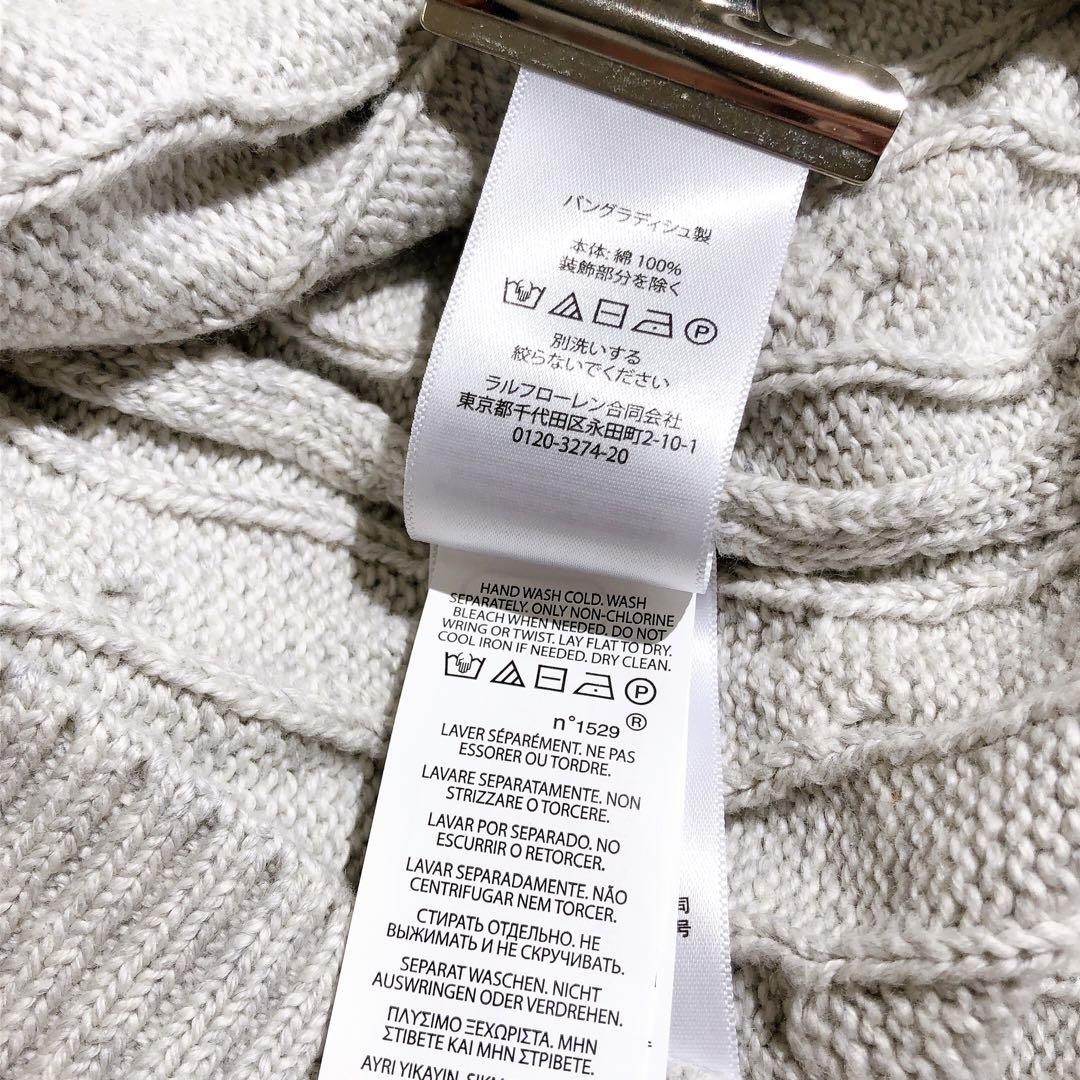 バングラディシュ製
本体: 綿 100%
装飾部分を除く
P
別洗いする
絞らないでください
ラルフローレン合同会社
東京都千代田区永田町2-10-1
0120-3274-20
HAND WASH COLD. WASH
SEPARATELY. ONLY NON-CHLORINE
BLEACH WHEN NEEDED. DO NOT
WRING OR TWIST. LAY FLAT TO DRY.
COOL IRON IF NEEDED. DRY CLEAN.
P
n°1529 ®
LAVER SÉPARÉMENT. NE PAS
ESSORER OU TORDRE.
LAVARE SEPARATAMENTE. NON
STRIZZARE O TORCERE.
LAVAR POR SEPARADO. NO
ESCURRIR O RETORCER.
LAVAR SEPARADAMENTE. NÃO
CENTRIFUGAR NEM TORCER.
СТИРАТЬ ОТДЕЛЬНО. НЕ
ВЫЖИМАТЬ И НЕ СКРУЧИВАТЬ.
SEPARAT WASCHEN. NICHT
AUSWRINGEN ODER VERDREHEN.
ΠΛΥΣΙΜΟ ΞΕΧΩΡΙΣΤΑ. ΜΗΝ
ΣΤΙΒΕΤΕ ΚΑΙ ΜΗΝ ΣΤΡΙΒΕΤΕ.
AYRI YIKAYIN.
号